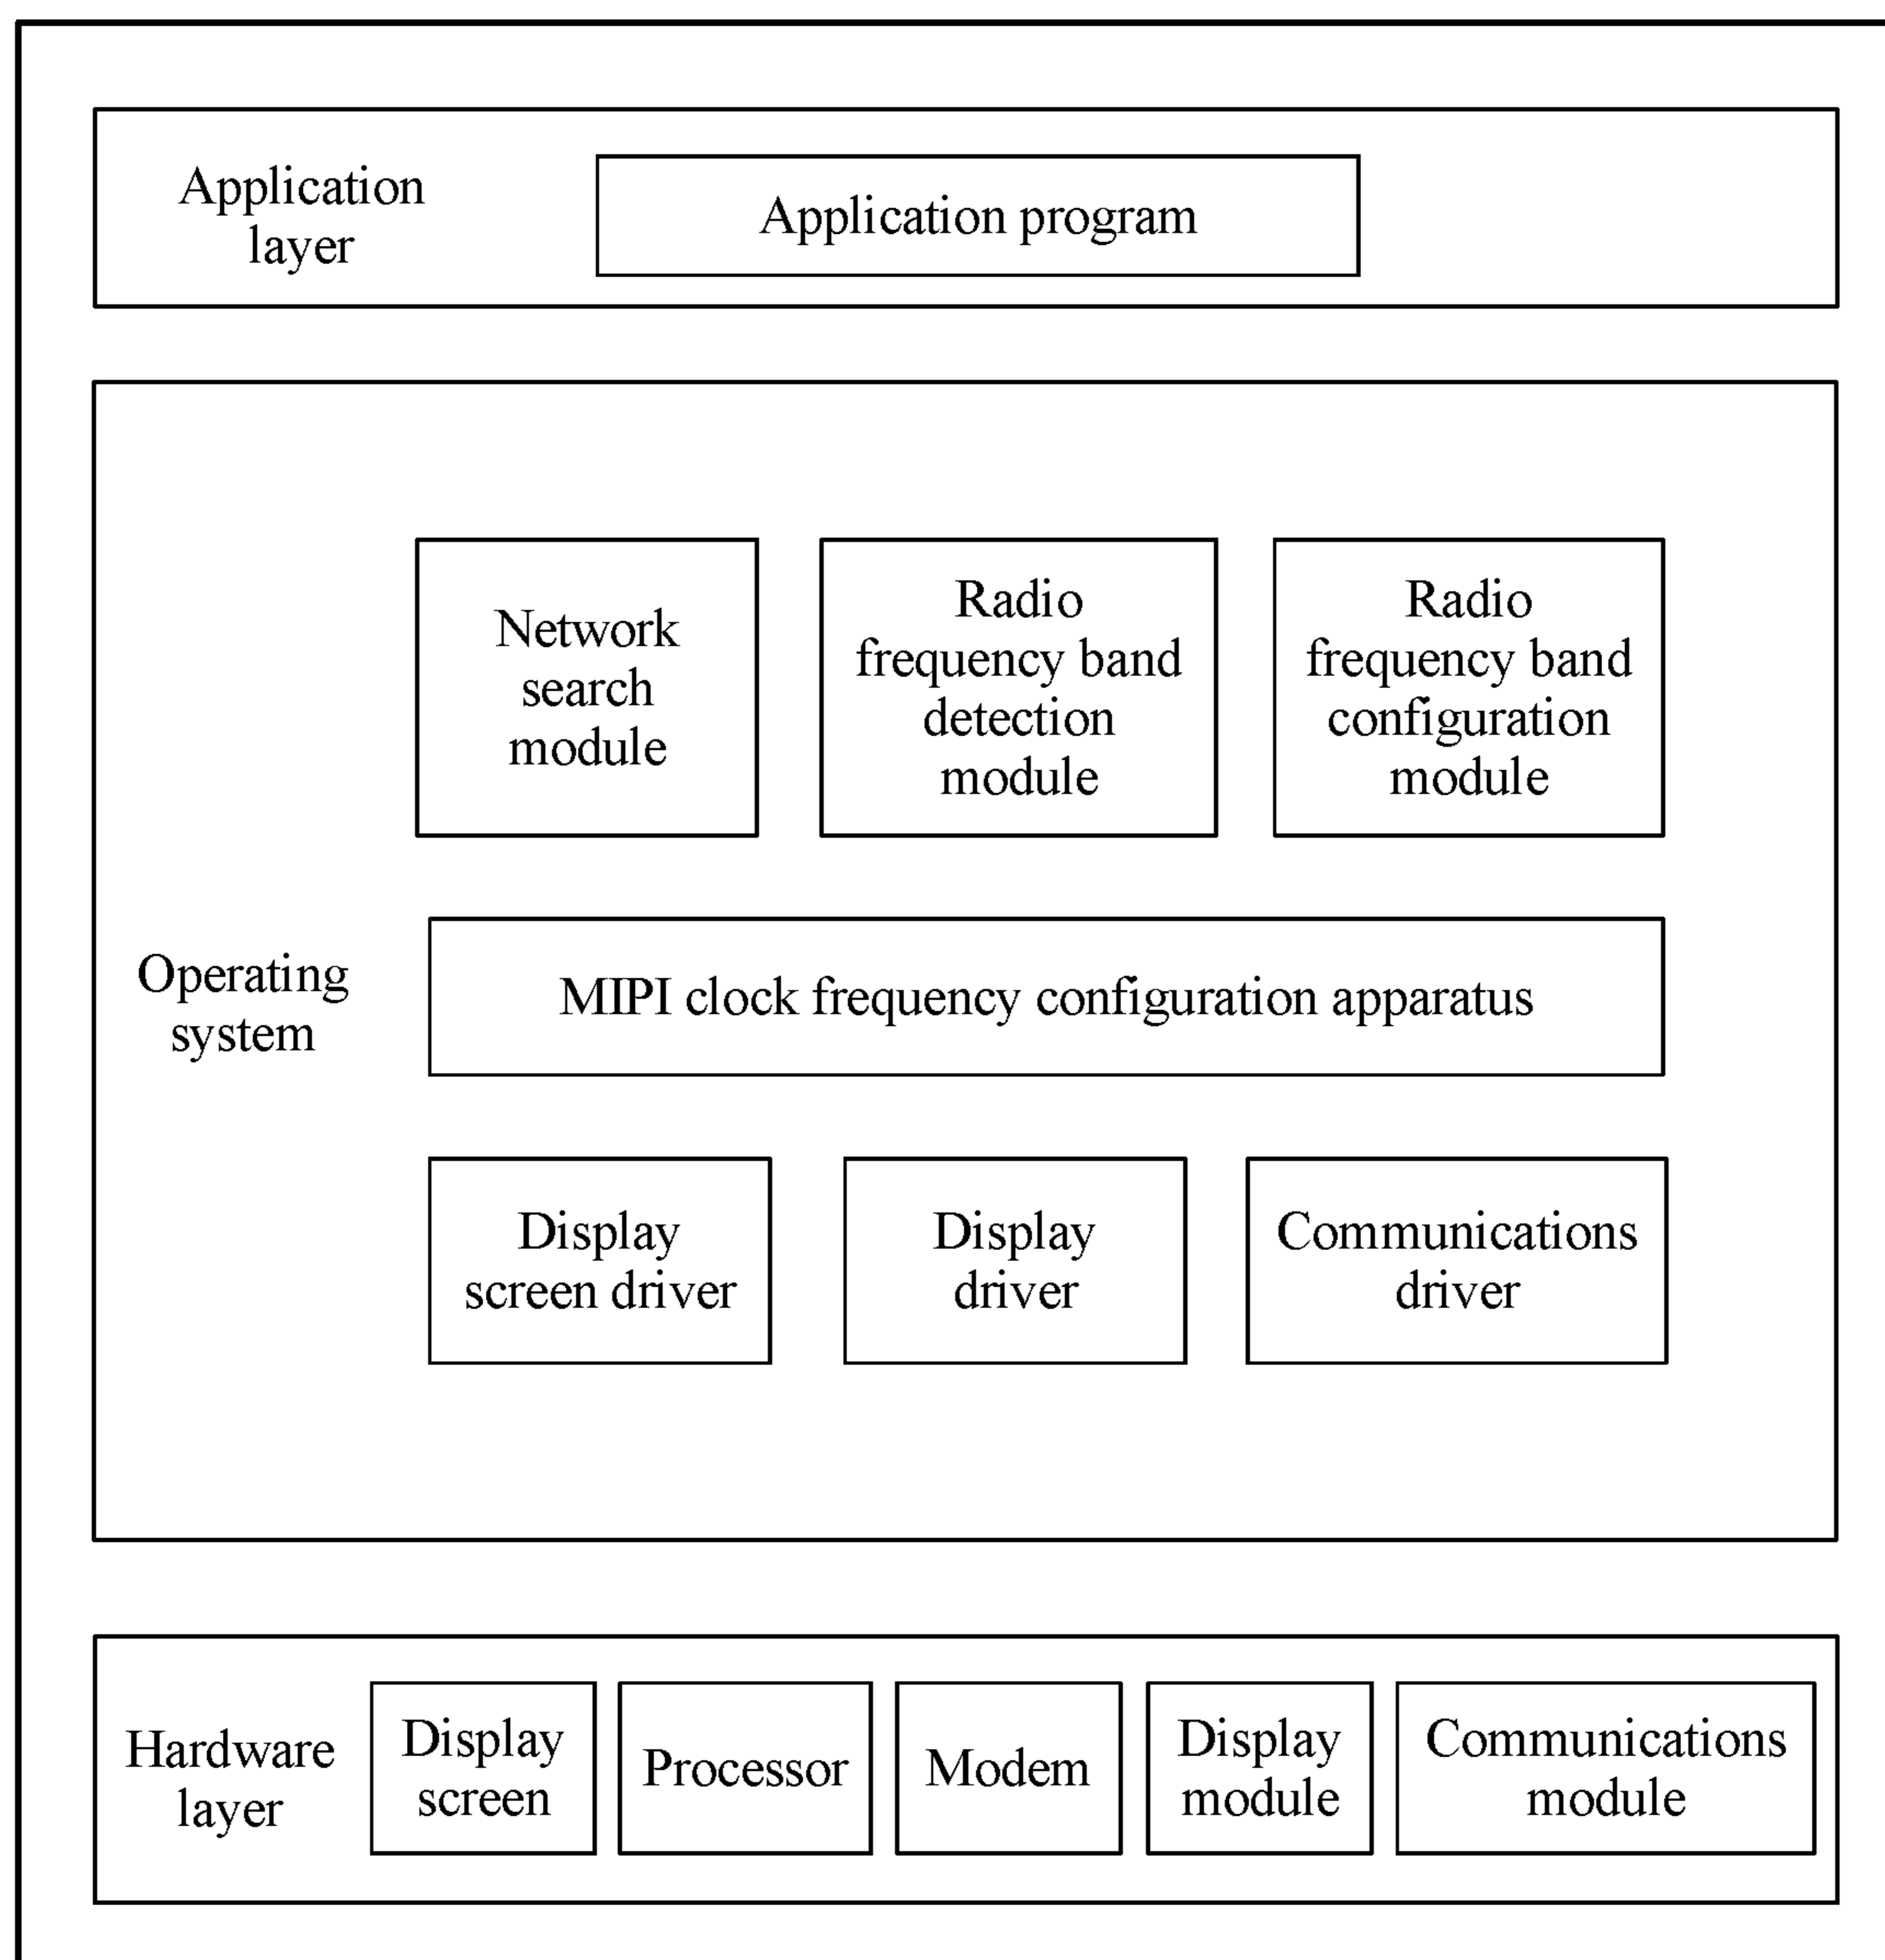 Application
layer
Application program
Network
search
module
Radio
frequency band
detection
module
Radio
frequency band
configuration
module
Operating
system
MIPI clock frequency configuration apparatus
Display
screen driver
Display
driver
Communications
driver
Hardware
layer
Display
screen
Processor
Modem
Display
module
Communications
module